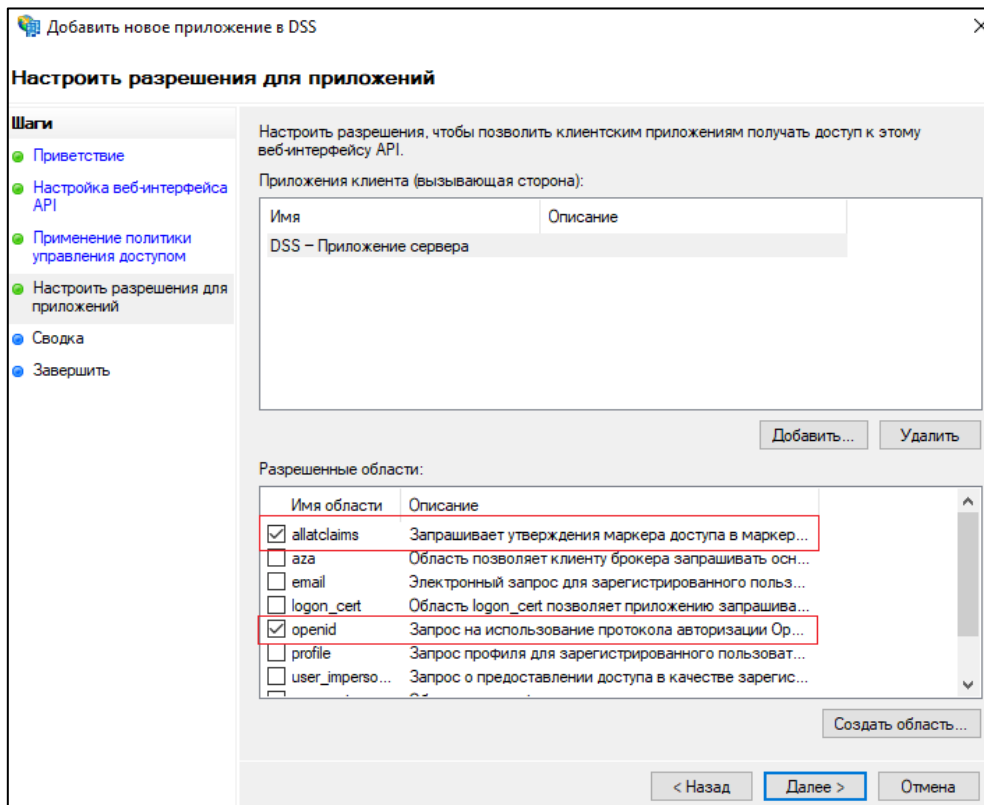 Добавить новое приложение в DSS
Настроить разрешения для приложений
Шаги
Приветствие
Настройка веб-интерфейса
API
Применение политики
управления доступом
Настроить разрешения для
приложений
Сводка
Завершить
Настроить разрешения, чтобы позволить клиентским приложениям получать доступ к этому
веб-интерфейсу API.
Приложения клиента (вызывающая сторона):
Имя Описание
DSS – Приложение сервера
Добавить... Удалить
Разрешенные области:
Имя области Описание
allatclaims Запрашивает утверждения маркера доступа в маркер...
aza Область позволяет клиенту брокера запрашивать осн...
email Электронный запрос для зарегистрированного польз...
logon_cert Область logon_cert позволяет приложению запрашива...
openid Запрос на использование протокола авторизации Op...
profile Запрос профиля для зарегистрированного пользоват...
user_imperso... Запрос о предоставлении доступа в качестве зарегис...
Создать область...
< Назад Далее > Отмена